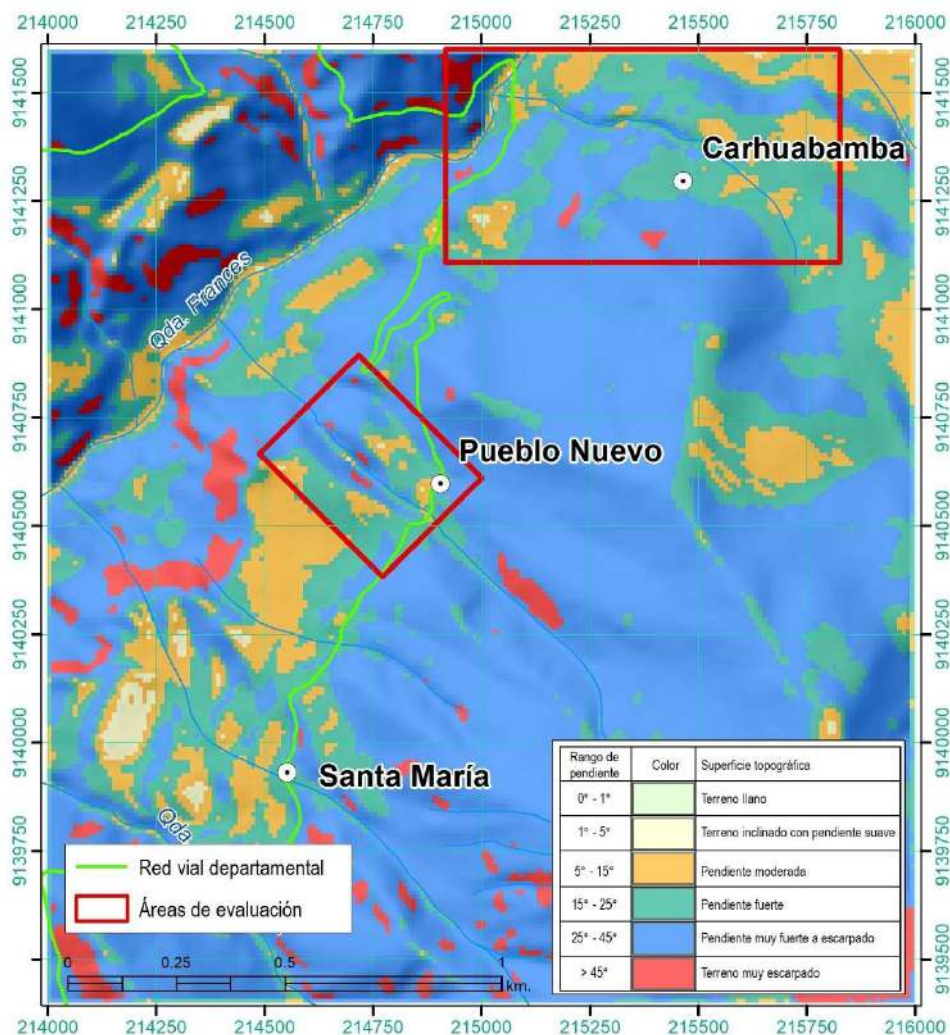 214000 214250 214500 214750 215000 215250 215500 215750 216000
9141500 9141500
Carhuabamba
9141250 9141250
Qda. Frances
9141000 9141000
9140750 9140750
Pueblo Nuevo
9140500 9140500
9140250 9140250
9140000 9140000
Santa María
Qda
9139750 9139750
9139500 9139500
Red vial departamental
Áreas de evaluación
0 0.25 0.5 1
km.
Rango de pendiente Color Superficie topográfica
0° - 1° Terreno llano
1° - 5° Terreno inclinado con pendiente suave
5° - 15° Pendiente moderada
15° - 25° Pendiente fuerte
25° - 45° Pendiente muy fuerte a escarpado
> 45° Terreno muy escarpado
214000 214250 214500 214750 215000 215250 215500 215750 216000